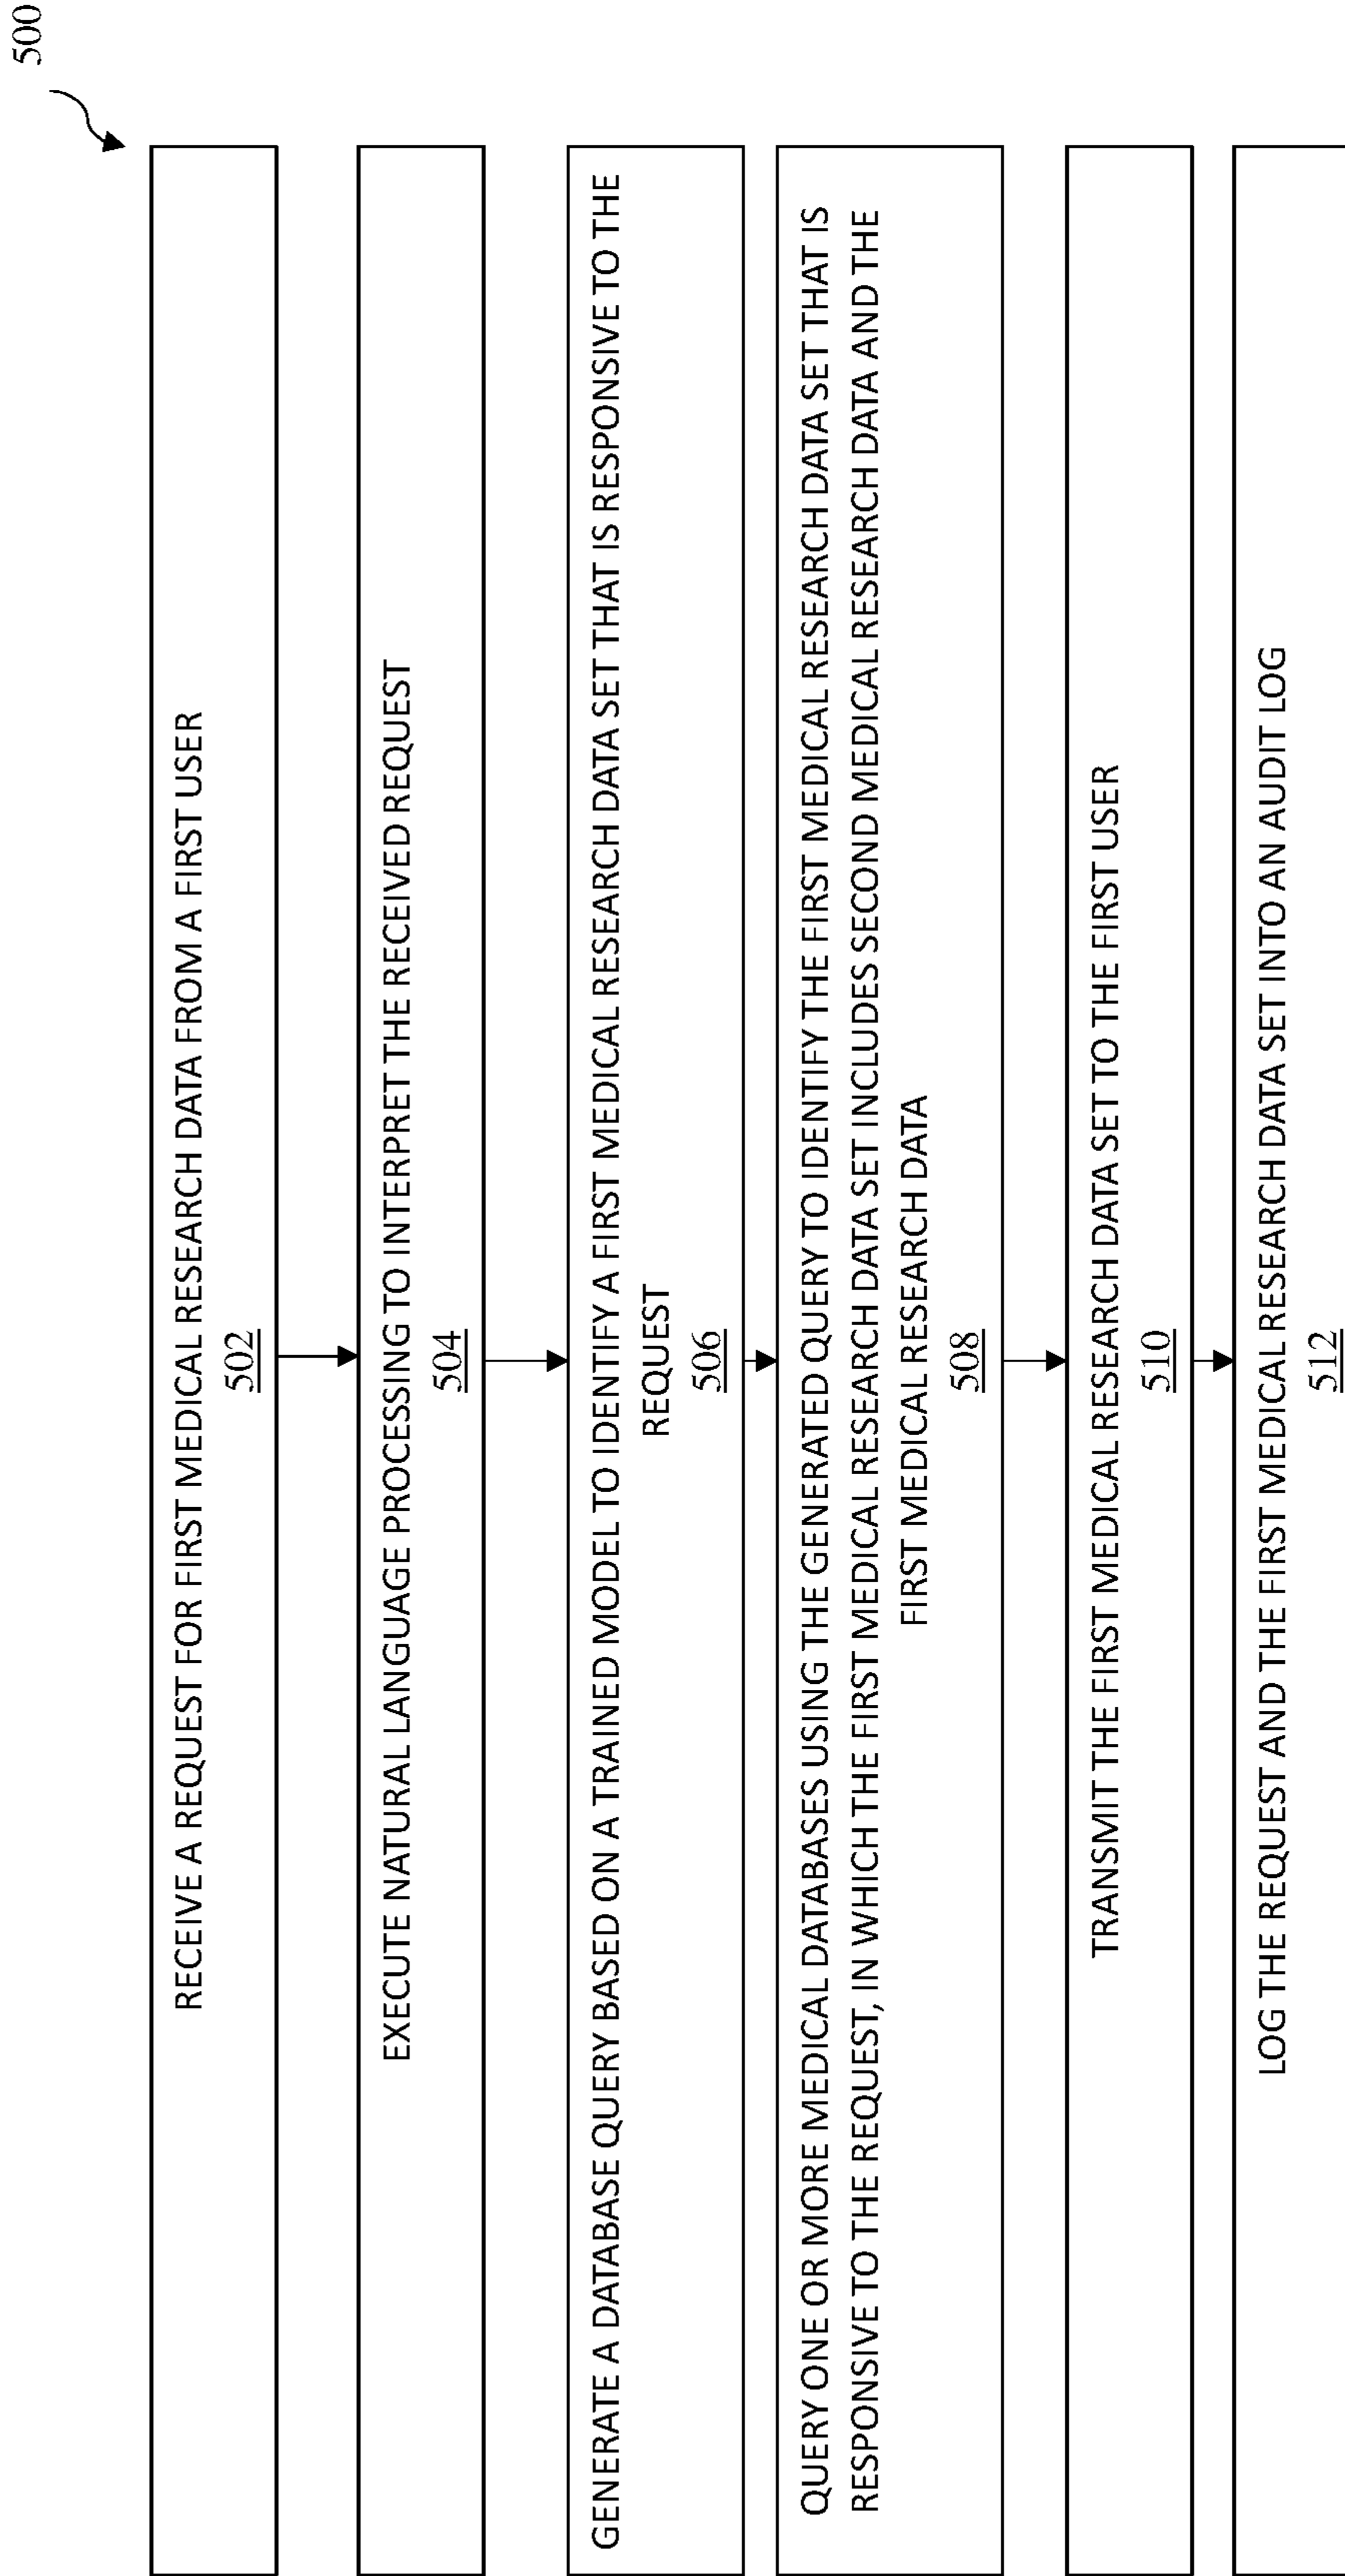 500
RECEIVE A REQUEST FOR FIRST MEDICAL RESEARCH DATA FROM A FIRST USER
502
EXECUTE NATURAL LANGUAGE PROCESSING TO INTERPRET THE RECEIVED REQUEST
504
GENERATE A DATABASE QUERY BASED ON A TRAINED MODEL TO IDENTIFY A FIRST MEDICAL RESEARCH DATA SET THAT IS RESPONSIVE TO THE
REQUEST
506
QUERY ONE OR MORE MEDICAL DATABASES USING THE GENERATED QUERY TO IDENTIFY THE FIRST MEDICAL RESEARCH DATA SET THAT IS
RESPONSIVE TO THE REQUEST, IN WHICH THE FIRST MEDICAL RESEARCH DATA SET INCLUDES SECOND MEDICAL RESEARCH DATA AND THE
FIRST MEDICAL RESEARCH DATA
508
TRANSMIT THE FIRST MEDICAL RESEARCH DATA SET TO THE FIRST USER
510
LOG THE REQUEST AND THE FIRST MEDICAL RESEARCH DATA SET INTO AN AUDIT LOG
512